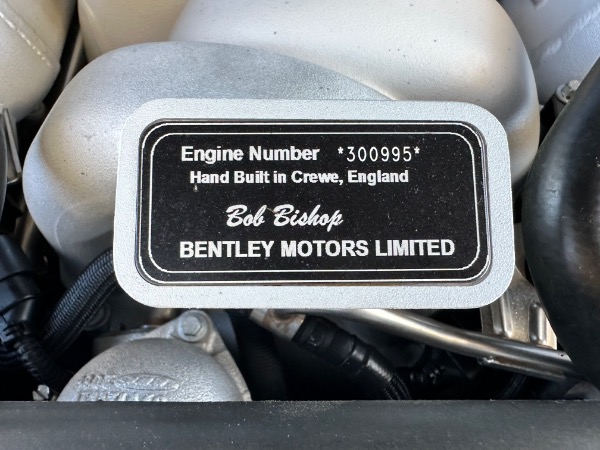 Engine Number *300995*
Hand Built in Crewe, England
Bob Bishop
BENTLEY MOTORS LIMITED